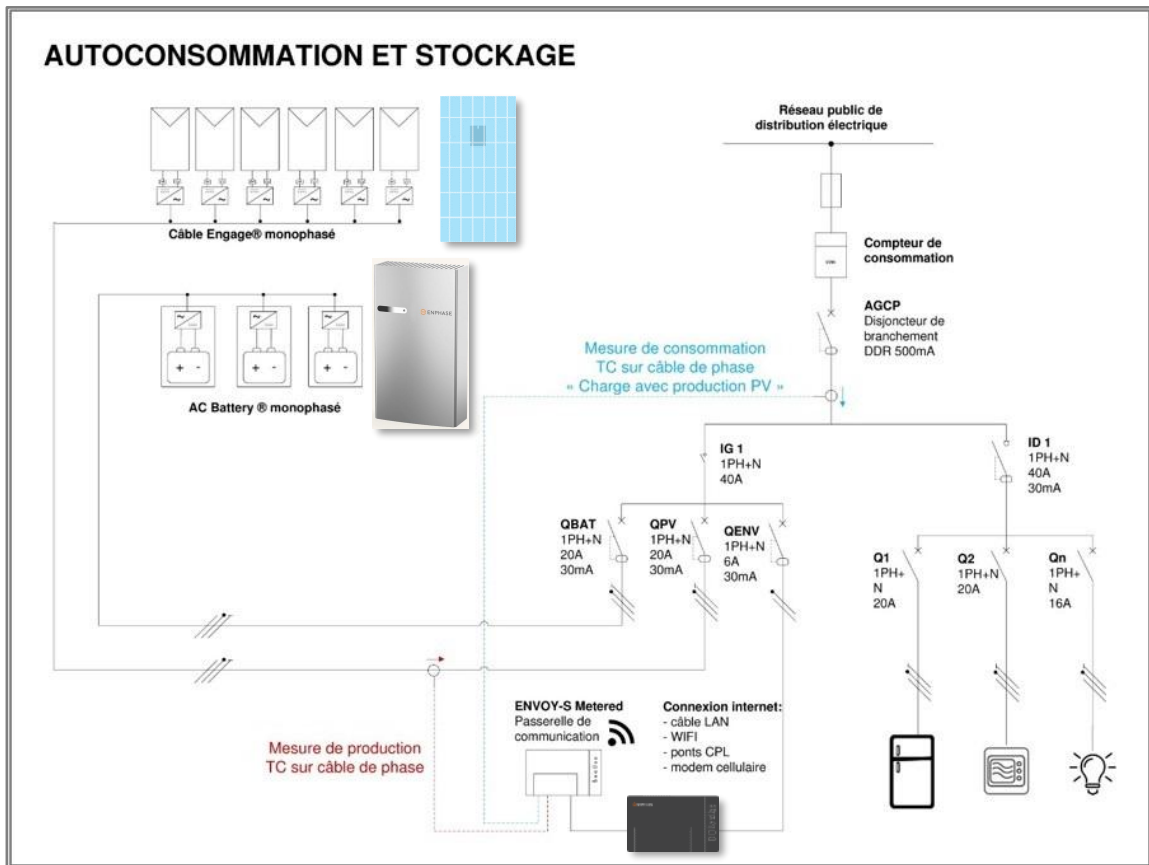 AUTOCONSOMMATION ET STOCKAGE
Réseau public de
distribution électrique
Câble Engage® monophasé
Compteur de
consommation
ENPHASE
AGCP
Disjoncteur de
branchement
DDR 500mA
Mesure de consommation
TC sur câble de phase
« Charge avec production PV »
AC Battery ® monophasé
IG 1
1PH+N
40A
ID 1
1PH+N
40A
30mA
QBAT
1PH+N
20A
30mA
QPV
1PH+N
20A
30mA
QENV
1PH+N
6A
30mA
Q1
1PH+
N
20A
Q2
1PH+N
20A
Qn
1PH+
N
16A
ENVOY-S Metered
Passerelle de
communication
Connexion internet:
- câble LAN
- WIFI
- ponts CPL
- modem cellulaire
Mesure de production
TC sur câble de phase